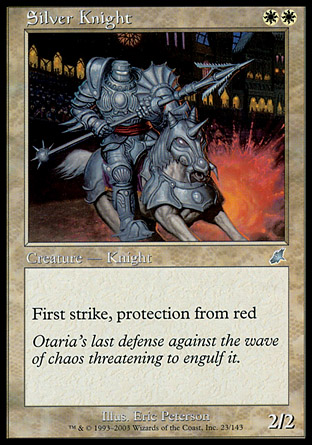 Silver Knight
Creature — Knight
First strike, protection from red
Otaria's last defense against the wave
of chaos threatening to engulf it.
Illus. Eric Peterson
™ & © 1993-2003 Wizards of the Coast, Inc. 23/143
2/2